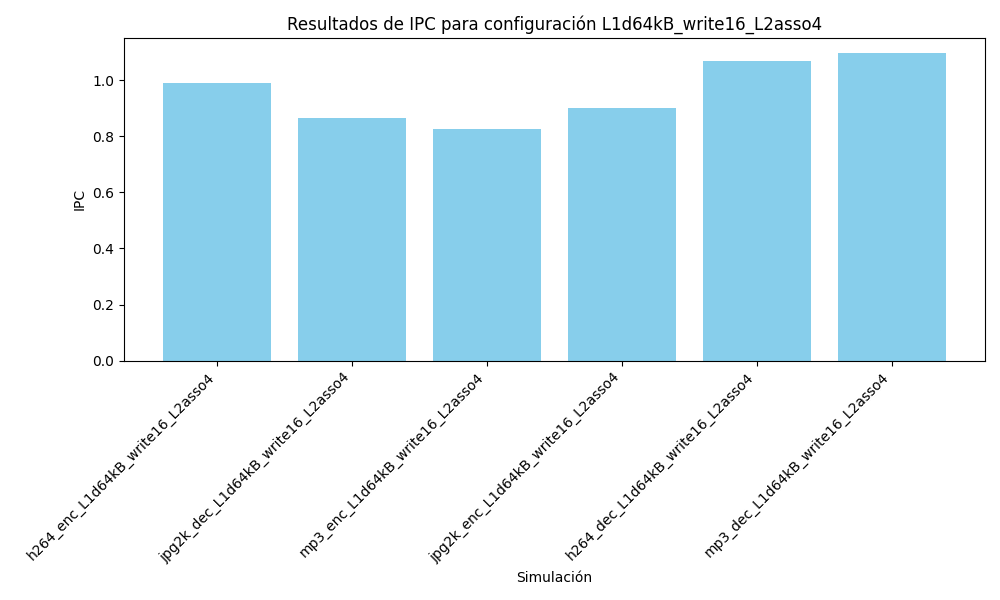 Resultados de IPC para configuración L1d64kB_write16_L2asso4
IPC
1.0
0.8
0.6
0.4
0.2
0.0
h264_enc_L1d64kB_write16_L2asso4
jpg2k_dec_L1d64kB_write16_L2asso4
mp3_enc_L1d64kB_write16_L2asso4
jpg2k_enc_L1d64kB_write16_L2asso4
h264_dec_L1d64kB_write16_L2asso4
mp3_dec_L1d64kB_write16_L2asso4
Simulación